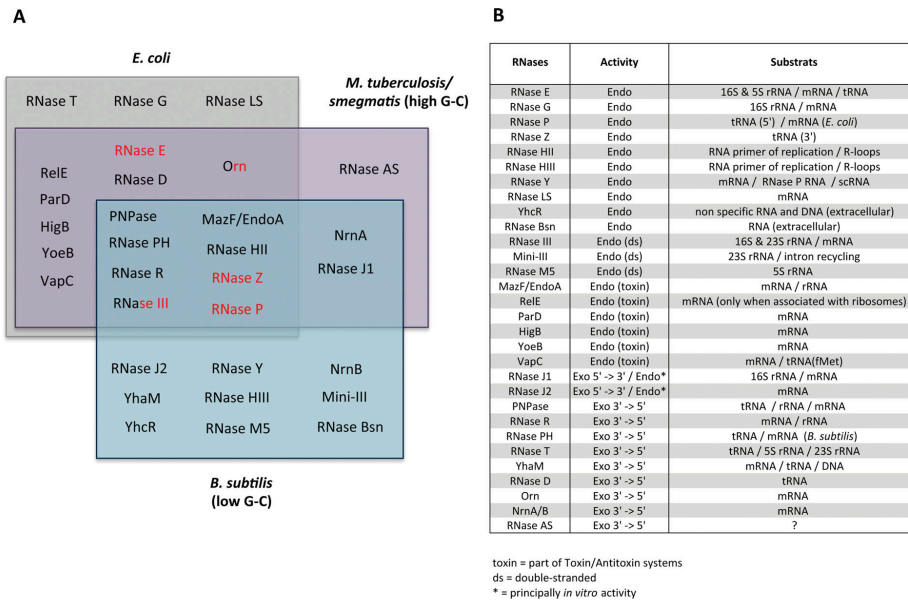 A
E. coli
M. tuberculosis/
smegmatis (high G-C)
RNase T RNase G RNase LS
RNase E
Orn
RNase AS
RelE
RNase D
ParD
PNPase
MazF/EndoA
HigB
NrnA
RNase PH
RNase HII
YoeB
RNase R
RNase Z
RNase J1
VapC
RNase III
RNase P
RNase J2 RNase Y NrnB
YhaM RNase HIII Mini-III
YhcR RNase M5 RNase Bsn
B. subtilis
(low G-C)
B
RNases Activity Substrats
RNase E Endo 16S & 5S rRNA / mRNA / tRNA
RNase G Endo 16S rRNA / mRNA
RNase P Endo tRNA (5') / mRNA (E. coli)
RNase Z Endo tRNA (3')
RNase HII Endo RNA primer of replication / R-loops
RNase HIII Endo RNA primer of replication / R-loops
RNase Y Endo mRNA / RNase P RNA / scRNA
RNase LS Endo mRNA
YhcR Endo non specific RNA and DNA (extracellular)
RNase Bsn Endo RNA (extracellular)
RNase III Endo (ds) 16S & 23S rRNA / mRNA
Mini-III Endo (ds) 23S rRNA / intron recycling
RNase M5 Endo (ds) 5S rRNA
MazF/EndoA Endo (toxin) mRNA / rRNA
RelE Endo (toxin) mRNA (only when associated with ribosomes)
ParD Endo (toxin) mRNA
HigB Endo (toxin) mRNA
YoeB Endo (toxin) mRNA
VapC Endo (toxin) mRNA / tRNA(fMet)
RNase J1 Exo 5' -> 3' / Endo* 16S rRNA / mRNA
RNase J2 Exo 5' -> 3' / Endo* mRNA
PNPase Exo 3' -> 5' tRNA / rRNA / mRNA
RNase R Exo 3' -> 5' mRNA / rRNA
RNase PH Exo 3' -> 5' tRNA / mRNA (B. subtilis)
RNase T Exo 3' -> 5' tRNA / 5S rRNA / 23S rRNA
YhaM Exo 3' -> 5' mRNA / tRNA / DNA
RNase D Exo 3' -> 5' tRNA
Orn Exo 3' -> 5' mRNA
NrnA/B Exo 3' -> 5' mRNA
RNase AS Exo 3' -> 5' ?
toxin = part of Toxin/Antitoxin systems
ds = double-stranded
* = principally in vitro activity